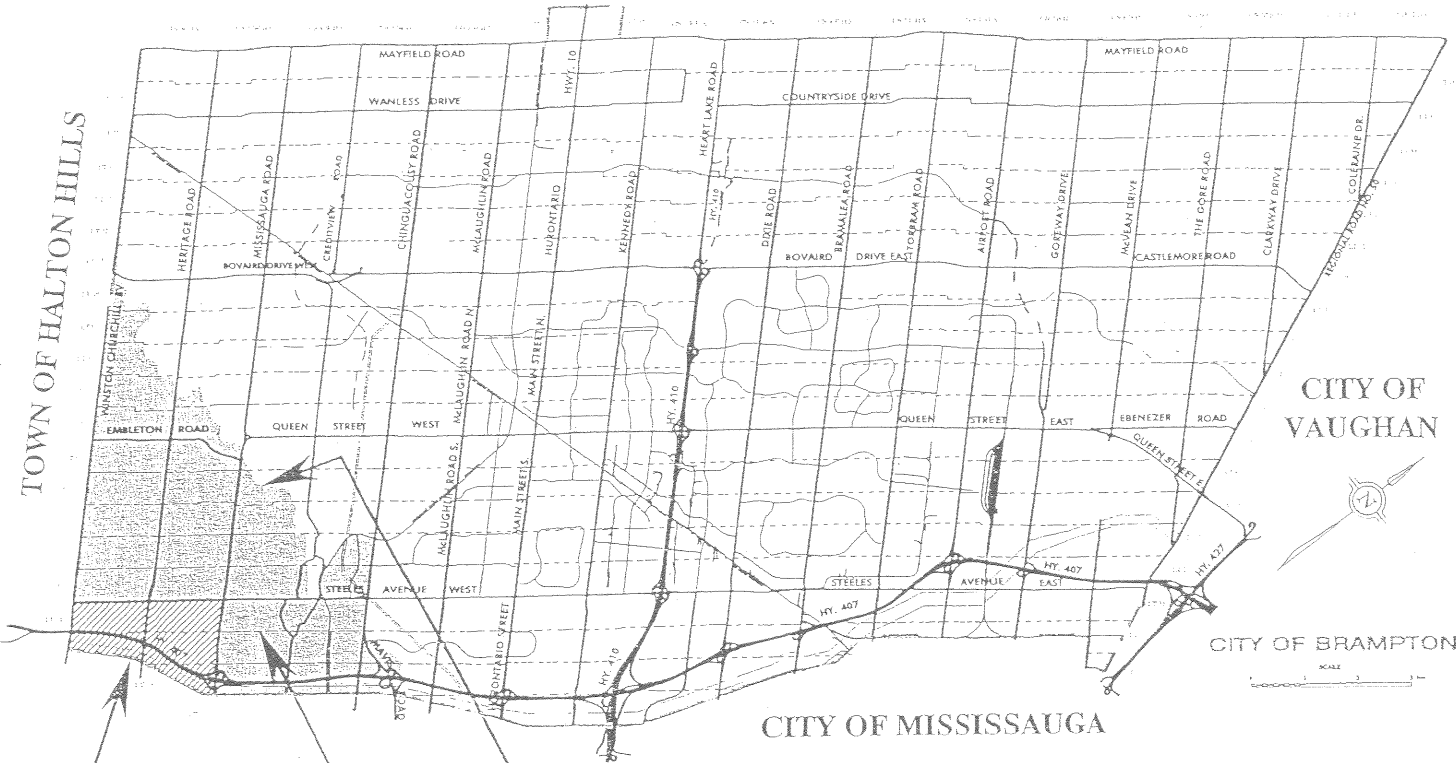 MAYFIELD ROAD
MAYFIELD ROAD
HWY. 10
WANLESS DRIVE
COUNTRYSIDE DRIVE
HEART LAKE ROAD
TOWN OF HALTON HILLS
HERITAGE ROAD
MISSISSAUGA ROAD
CREDITVIEW ROAD
CHINGUACOUSY ROAD
McLAUGHLIN ROAD
HURONTARIO
KENNEDY ROAD
HY. 410
DIXIE ROAD
BRAMALEA ROAD
TORBRAM ROAD
AIRPORT ROAD
GOREWAY DRIVE
McVEAN DRIVE
THE GORE ROAD
CLARKWAY DRIVE
COLERAINE DR.
REGIONAL ROAD NO. 50
BOVAIRD DRIVE WEST
BOVAIRD DRIVE EAST
CASTLEMORE ROAD
WINSTON CHURCHILL BV
McLAUGHLIN ROAD N.
MAIN STREET N.
HY. 410
EMBLETON ROAD
QUEEN STREET WEST
QUEEN STREET EAST
EBENEZER ROAD
QUEEN STREET E.
CITY OF
VAUGHAN
McLAUGHLIN ROAD S.
MAIN STREET S.
N
STEELES AVENUE WEST
STEELES AVENUE EAST
HY. 407
HY. 407
HY. 427
HURONTARIO STREET
HY. 410
ROAD
CITY OF BRAMPTON
SCALE
CITY OF MISSISSAUGA